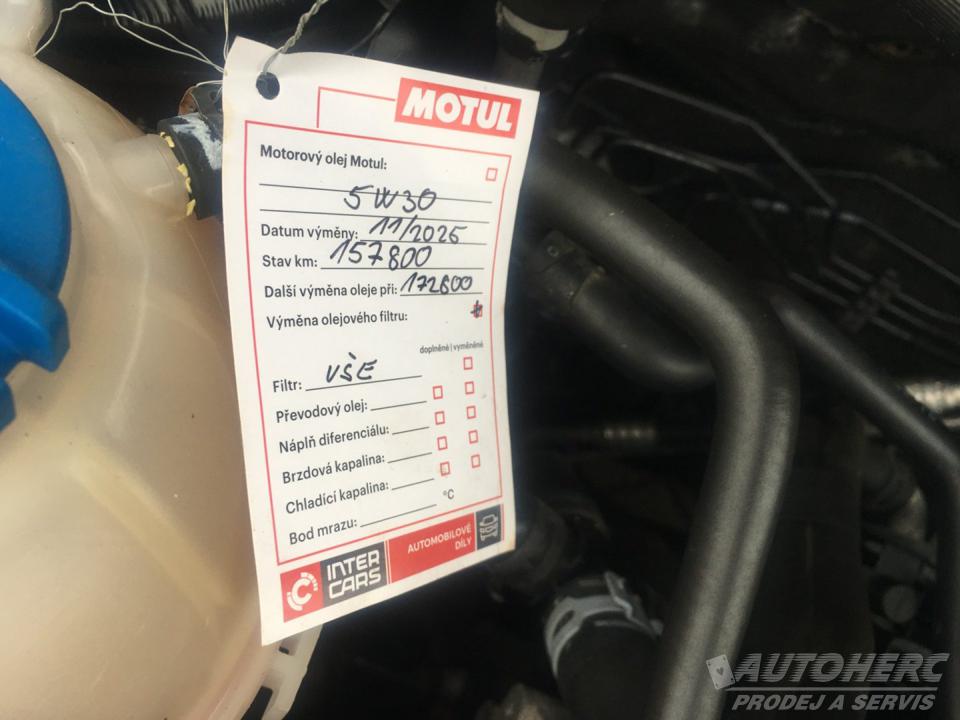 MOTUL
Motorový olej Motul:
5W30
Datum výměny: 11/2025
Stav km: 157800
Další výměna oleje při: 172800
Výměna olejového filtru:
doplněné | vyměněné
Filtr: VŠE
Převodový olej:
Náplň diferenciálu:
Brzdová kapalina:
Chladící kapalina:
Bod mrazu: °C
INTER CARS
AUTOMOBILOVÉ DÍLY
AUTOHERC
PRODEJ A SERVIS